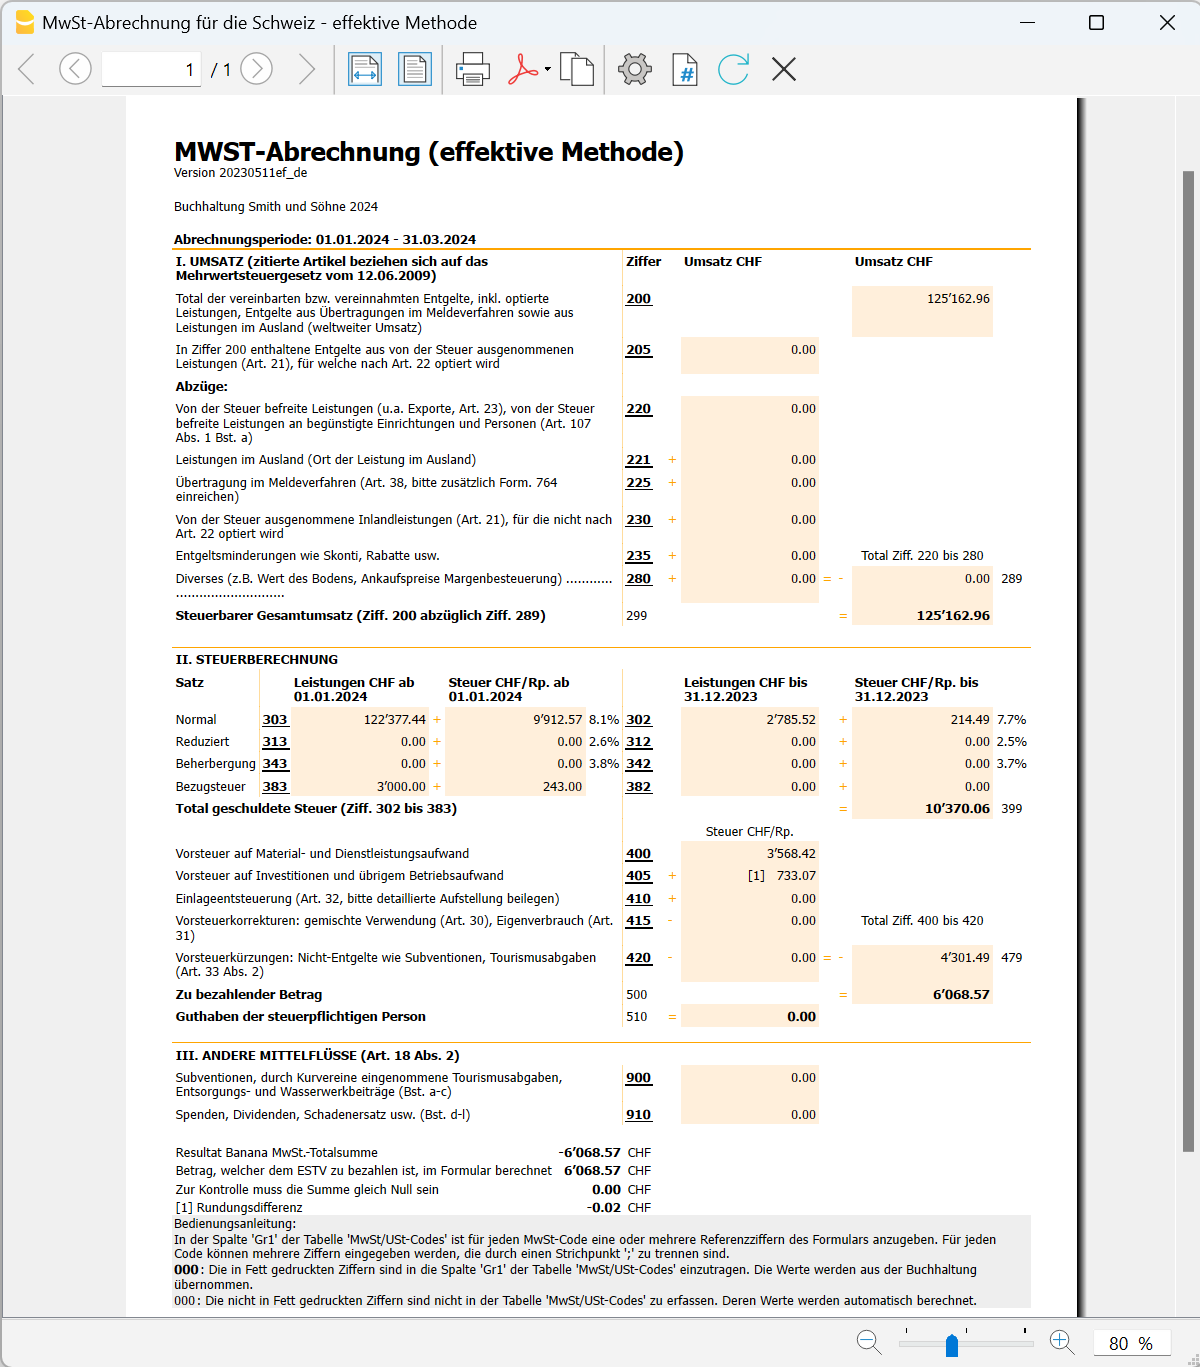 MwSt-Abrechnung für die Schweiz - effektive Methode
1 / 1
MWST-Abrechnung (effektive Methode)
Version 20230511ef_de
Buchhaltung Smith und Söhne 2024
Abrechnungsperiode: 01.01.2024 - 31.03.2024
I. UMSATZ (zitierte Artikel beziehen sich auf das Ziffer Umsatz CHF Umsatz CHF
Mehrwertsteuergesetz vom 12.06.2009)
Total der vereinbarten bzw. vereinnahmten Entgelte, inkl. optierte 200 125’162.96
Leistungen, Entgelte aus Übertragungen im Meldeverfahren sowie aus
Leistungen im Ausland (weltweiter Umsatz)
In Ziffer 200 enthaltene Entgelte aus von der Steuer ausgenommenen 205 0.00
Leistungen (Art. 21), für welche nach Art. 22 optiert wird
Abzüge:
Von der Steuer befreite Leistungen (u.a. Exporte, Art. 23), von der Steuer 220 0.00
befreite Leistungen an begünstigte Einrichtungen und Personen (Art. 107
Abs. 1 Bst. a)
Leistungen im Ausland (Ort der Leistung im Ausland) 221 + 0.00
Übertragung im Meldeverfahren (Art. 38, bitte zusätzlich Form. 764 225 + 0.00
einreichen)
Von der Steuer ausgenommene Inlandleistungen (Art. 21), für die nicht nach 230 + 0.00
Art. 22 optiert wird
Entgeltsminderungen wie Skonti, Rabatte usw. 235 + 0.00 Total Ziff. 220 bis 280
Diverses (z.B. Wert des Bodens, Ankaufspreise Margenbesteuerung) ............ 280 + 0.00 = - 0.00 289
...........................
Steuerbarer Gesamtumsatz (Ziff. 200 abzüglich Ziff. 289) 299 = 125’162.96
II. STEUERBERECHNUNG
Satz Leistungen CHF ab Steuer CHF/Rp. ab Leistungen CHF bis Steuer CHF/Rp. bis
01.01.2024 01.01.2024 31.12.2023 31.12.2023
Normal 303 122’377.44 + 9’912.57 8.1% 302 2’785.52 + 214.49 7.7%
Reduziert 313 0.00 + 0.00 2.6% 312 0.00 + 0.00 2.5%
Beherbergung 343 0.00 + 0.00 3.8% 342 0.00 + 0.00 3.7%
Bezugsteuer 383 3’000.00 + 243.00 382 0.00 + 0.00
Total geschuldete Steuer (Ziff. 302 bis 383) = 10’370.06 399
Steuer CHF/Rp.
Vorsteuer auf Material- und Dienstleistungsaufwand 400 3’568.42
Vorsteuer auf Investitionen und übrigem Betriebsaufwand 405 + [1] 733.07
Einlageentsteuerung (Art. 32, bitte detaillierte Aufstellung beilegen) 410 + 0.00
Vorsteuerkorrekturen: gemischte Verwendung (Art. 30), Eigenverbrauch (Art. 415 - 0.00 Total Ziff. 400 bis 420
31)
Vorsteuerkürzungen: Nicht-Entgelte wie Subventionen, Tourismusabgaben 420 - 0.00 = - 4’301.49 479
(Art. 33 Abs. 2)
Zu bezahlender Betrag 500 = 6’068.57
Guthaben der steuerpflichtigen Person 510 = 0.00
III. ANDERE MITTELFLÜSSE (Art. 18 Abs. 2)
Subventionen, durch Kurvereine eingenommene Tourismusabgaben, 900 0.00
Entsorgungs- und Wasserwerkbeiträge (Bst. a-c)
Spenden, Dividenden, Schadenersatz usw. (Bst. d-l) 910 0.00
Resultat Banana MwSt.-Totalsumme -6’068.57 CHF
Betrag, welcher dem ESTV zu bezahlen ist, im Formular berechnet 6’068.57 CHF
Zur Kontrolle muss die Summe gleich Null sein 0.00 CHF
[1] Rundungsdifferenz -0.02 CHF
Bedienungsanleitung:
In der Spalte 'Gr1' der Tabelle 'MwSt/USt-Codes' ist für jeden MwSt-Code eine oder mehrere Referenzziffern des Formulars anzugeben. Für jeden
Code können mehrere Ziffern eingegeben werden, die durch einen Strichpunkt ';' zu trennen sind.
000: Die in Fett gedruckten Ziffern sind in die Spalte 'Gr1' der Tabelle 'MwSt/USt-Codes' einzutragen. Die Werte werden aus der Buchhaltung
übernommen.
000: Die nicht in Fett gedruckten Ziffern sind nicht in der Tabelle 'MwSt/USt-Codes' zu erfassen. Deren Werte werden automatisch berechnet.
80 %